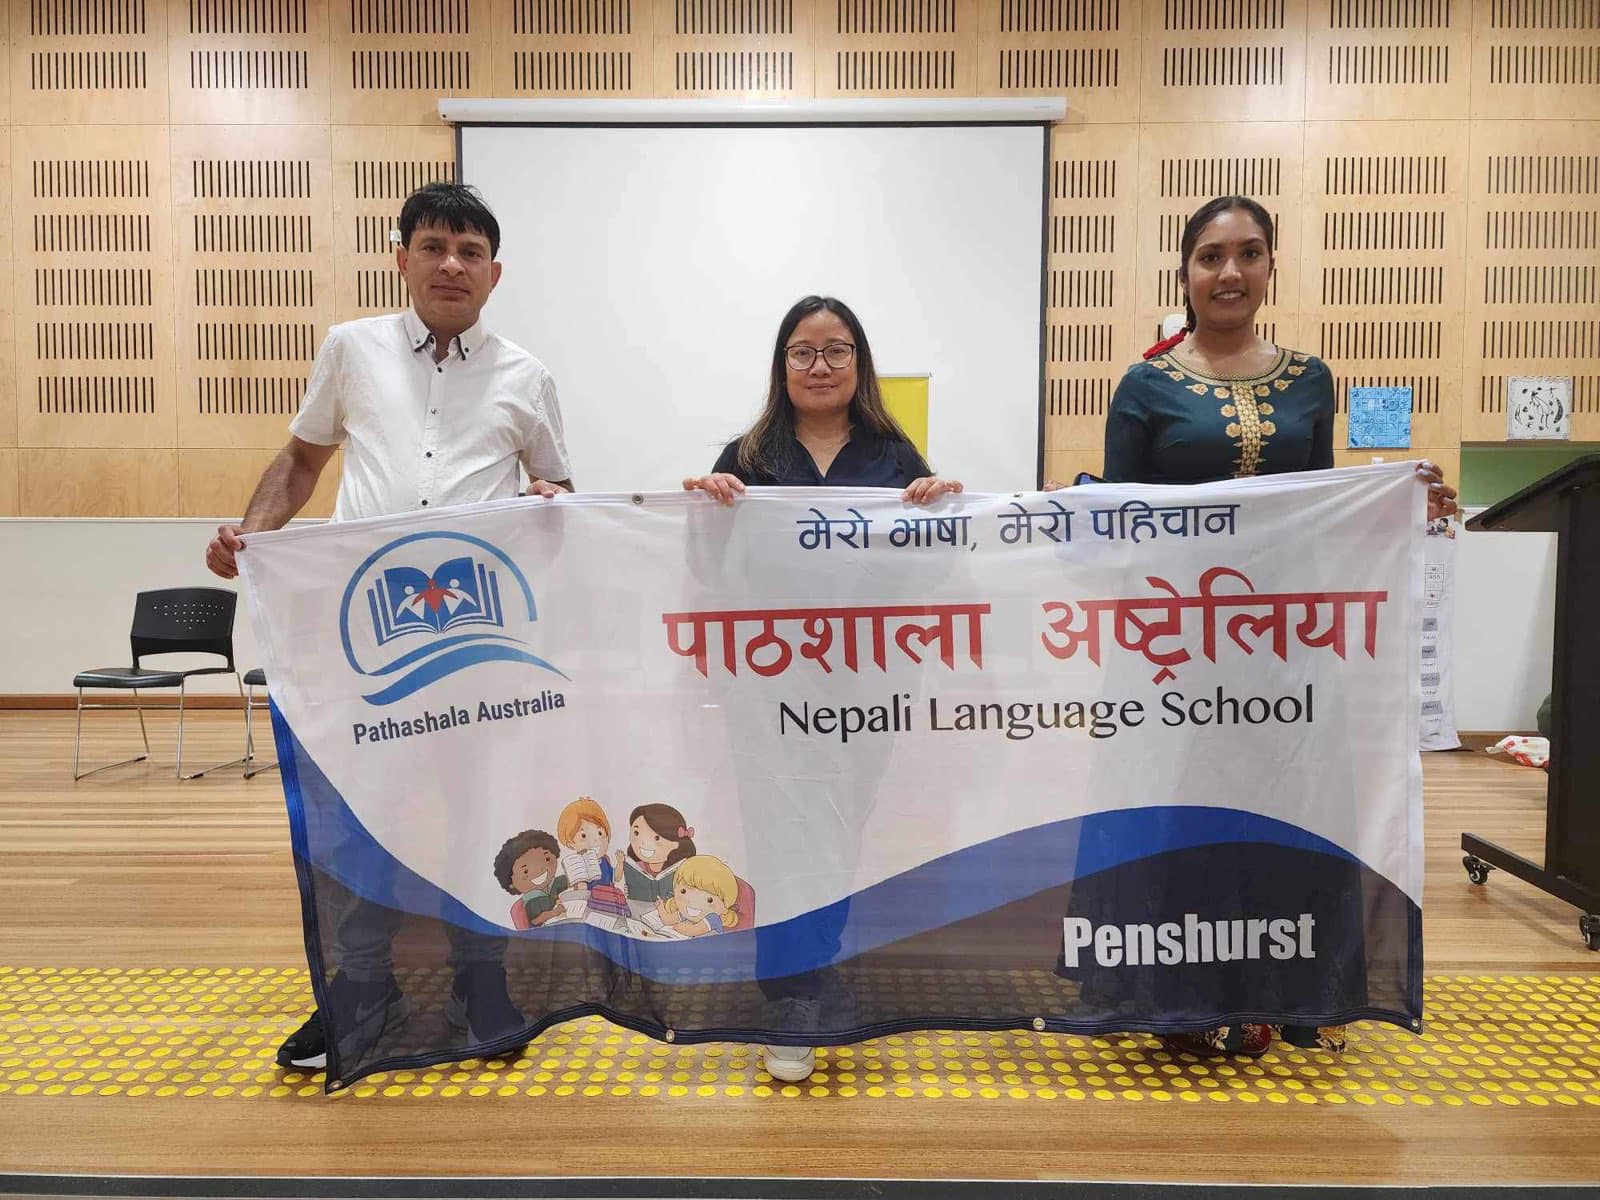 मेरो भाषा, मेरो पहिचान
पाठशाला अष्ट्रेलिया
Nepali Language School
Pathashala Australia
Penshurst